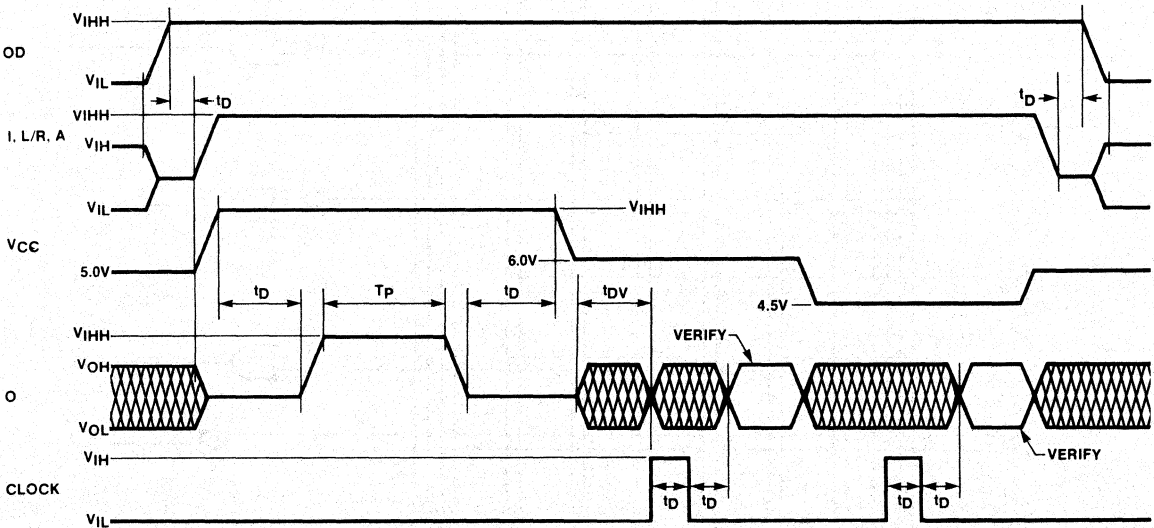 VIHH
OD
VIL
tD
tD
VIHH
I, L/R, A
VIH
VIL
VIHH
VCC
5.0V
6.0V
4.5V
tD
TP
tD
tDV
VIHH
VERIFY
VOH
O
VOL
VERIFY
VIH
CLOCK
tD
tD
tD
tD
VIL